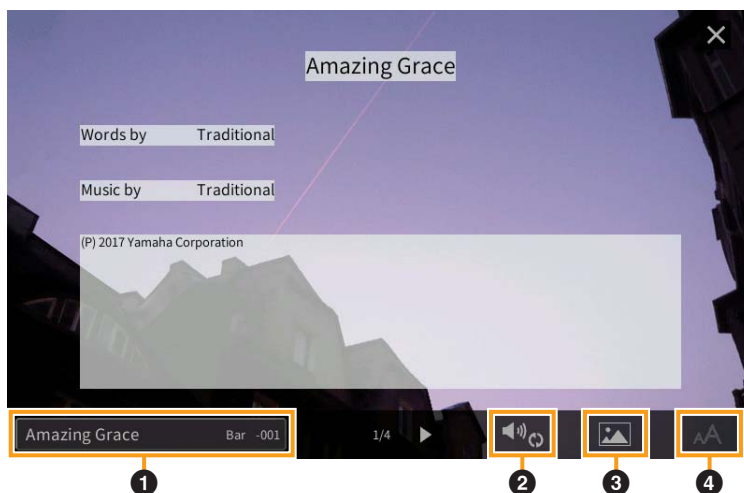 Amazing Grace
Words by Traditional
Music by Traditional
(P) 2017 Yamaha Corporation
Amazing Grace Bar -001 1/4 AA
1 2 3 4